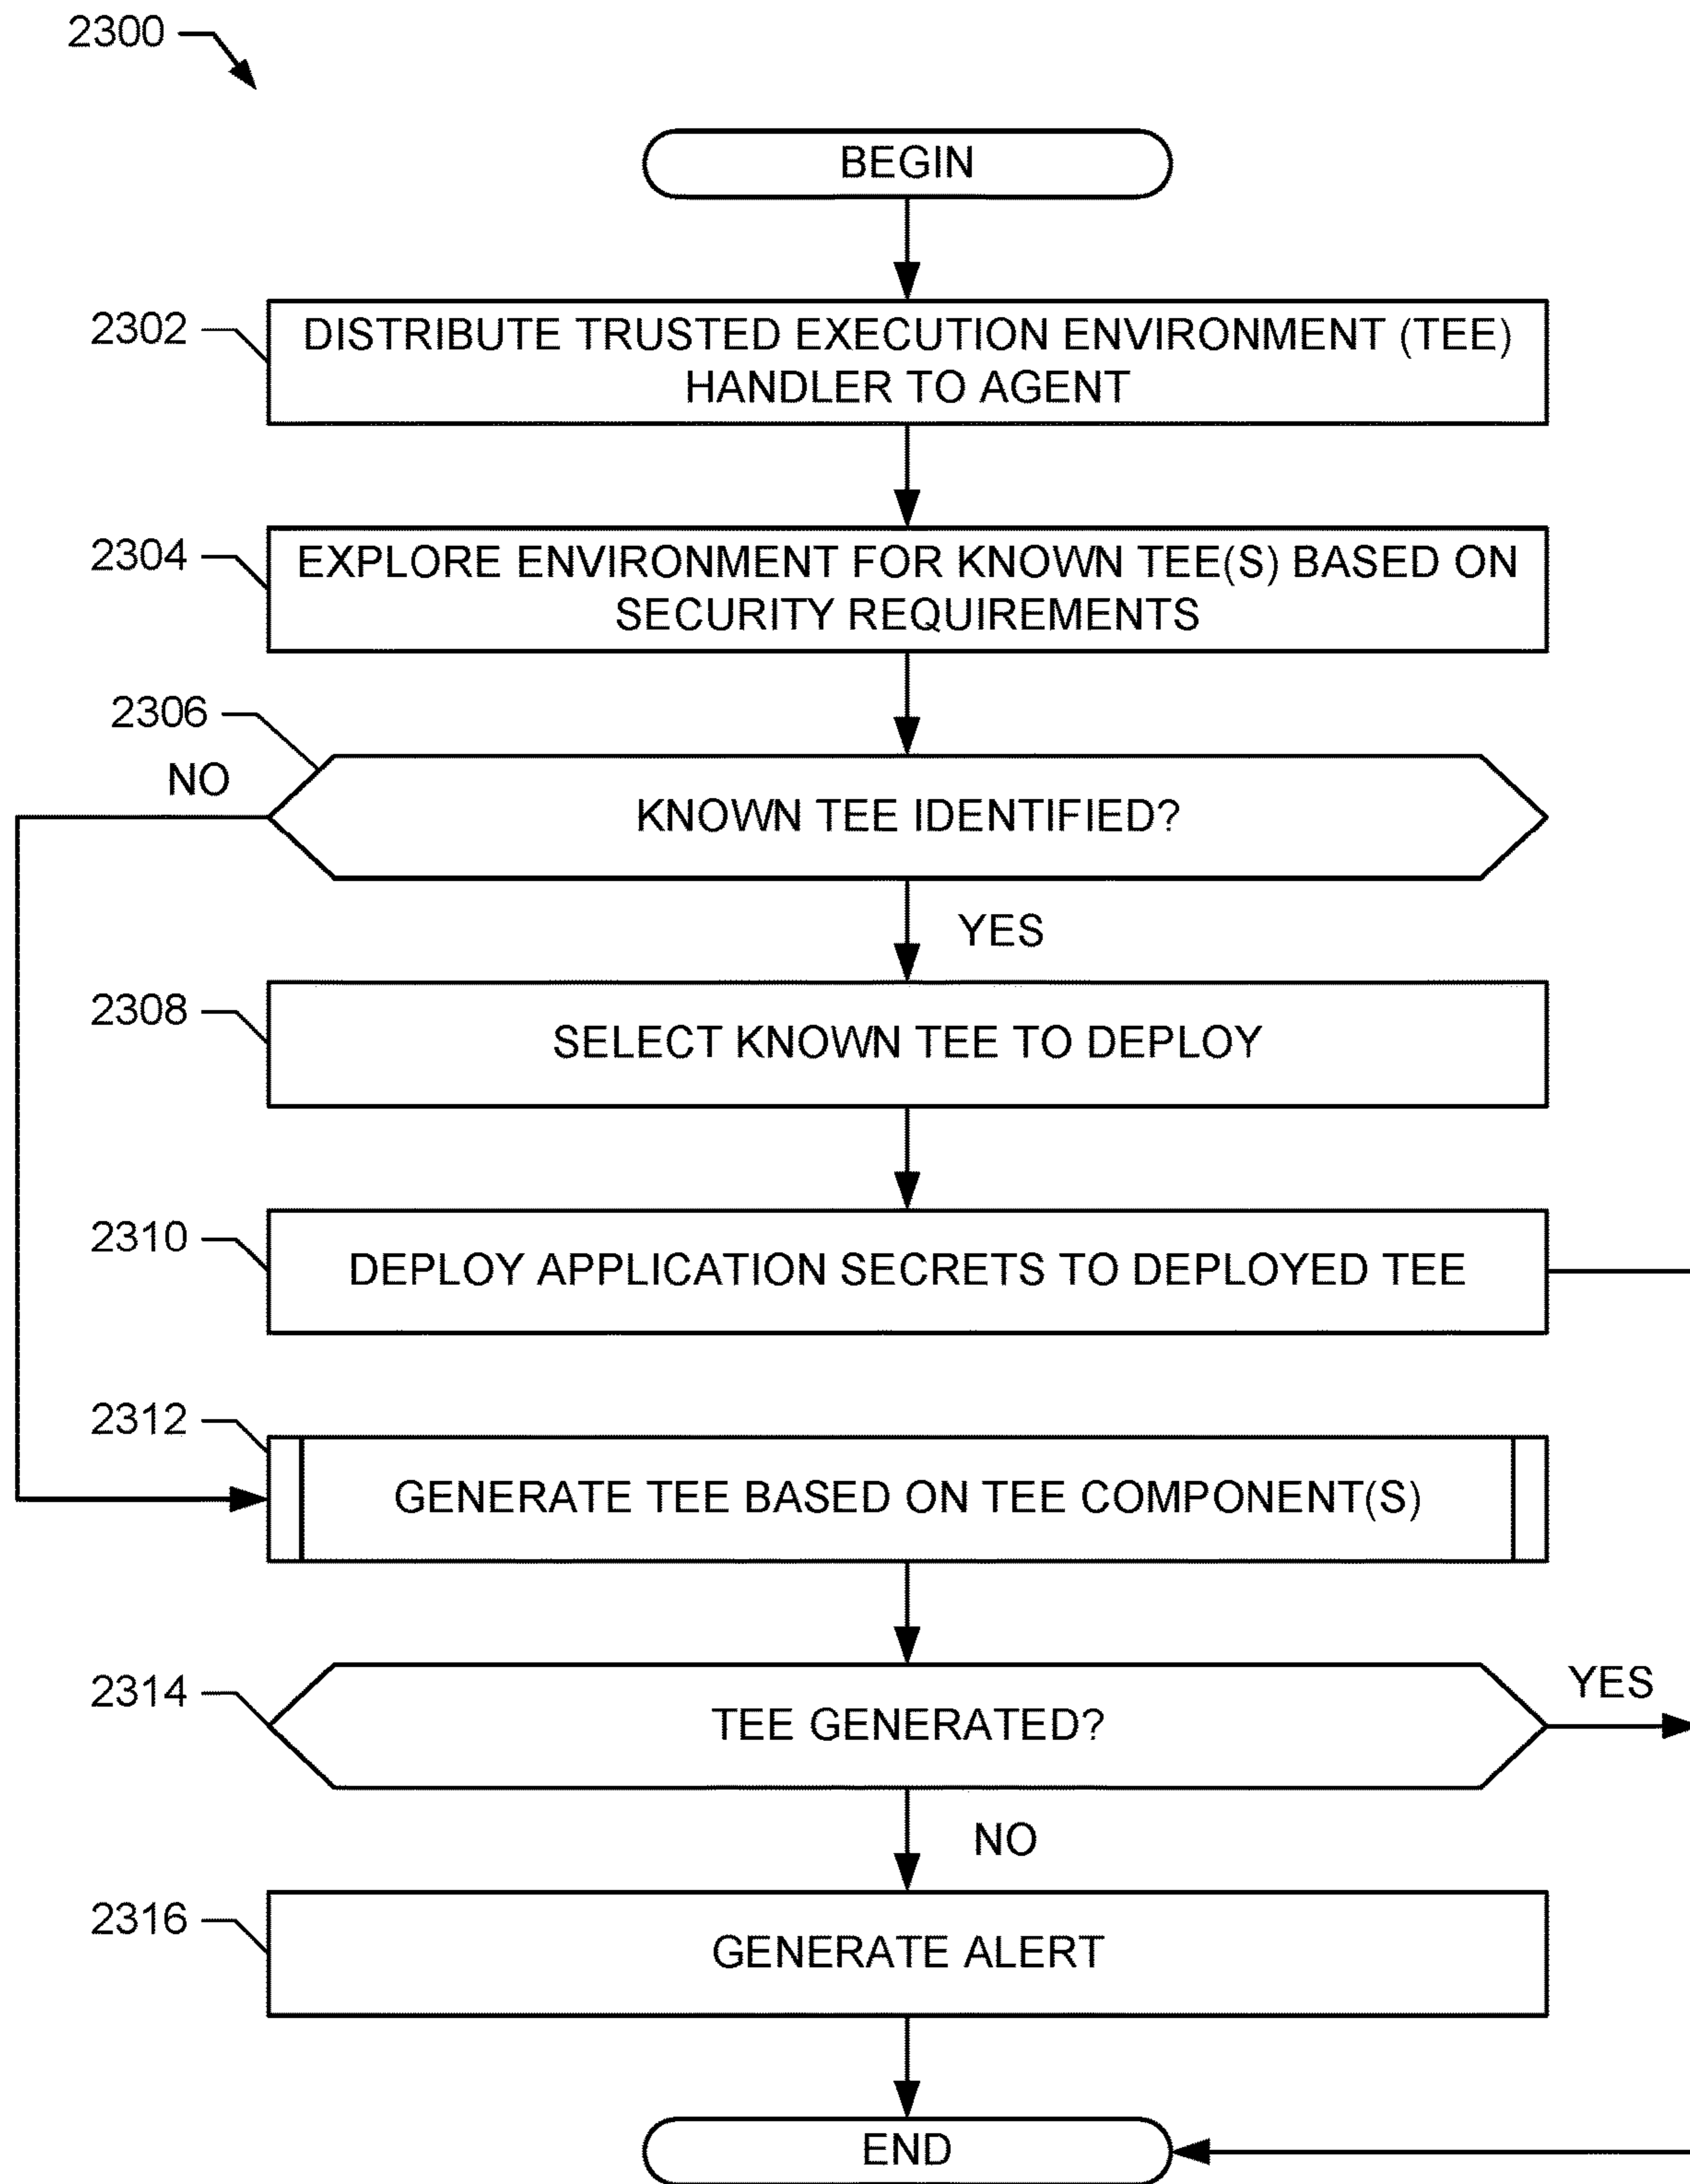 2300
BEGIN
2302
DISTRIBUTE TRUSTED EXECUTION ENVIRONMENT (TEE)
HANDLER TO AGENT
2304
EXPLORE ENVIRONMENT FOR KNOWN TEE(S) BASED ON
SECURITY REQUIREMENTS
2306
NO
KNOWN TEE IDENTIFIED?
YES
2308
SELECT KNOWN TEE TO DEPLOY
2310
DEPLOY APPLICATION SECRETS TO DEPLOYED TEE
2312
GENERATE TEE BASED ON TEE COMPONENT(S)
2314
YES
TEE GENERATED?
NO
2316
GENERATE ALERT
END